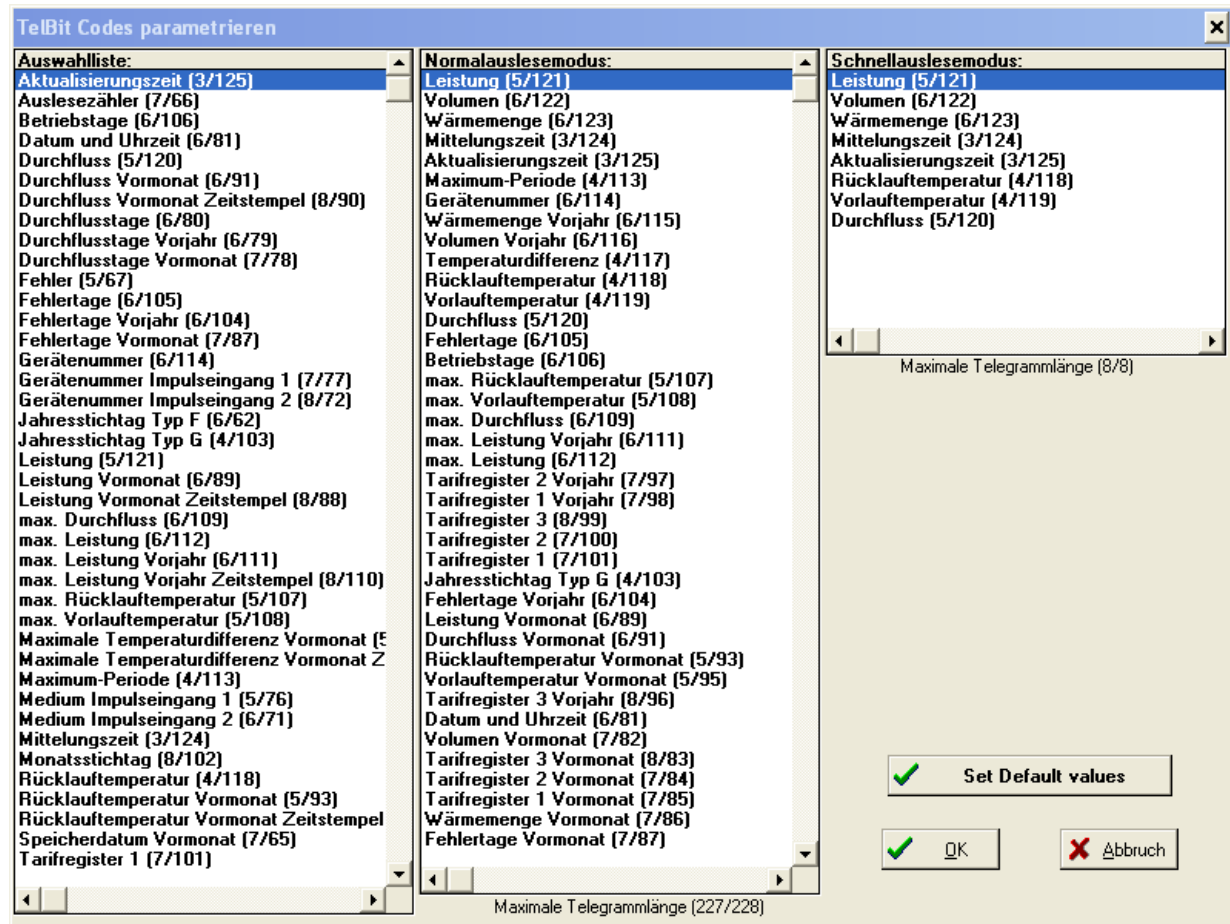 TelBit Codes parametrieren
Auswahlliste:
Aktualisierungszeit (3/125)
Auslesezähler (7/66)
Betriebstage (6/106)
Datum und Uhrzeit (6/81)
Durchfluss (5/120)
Durchfluss Vormonat (6/91)
Durchfluss Vormonat Zeitstempel (8/90)
Durchflusstage (6/80)
Durchflusstage Vorjahr (6/79)
Durchflusstage Vormonat (7/78)
Fehler (5/67)
Fehlertage (6/105)
Fehlertage Vorjahr (6/104)
Fehlertage Vormonat (7/87)
Gerätenummer (6/114)
Gerätenummer Impulseingang 1 (7/77)
Gerätenummer Impulseingang 2 (8/72)
Jahresstichtag Typ F (6/62)
Jahresstichtag Typ G (4/103)
Leistung (5/121)
Leistung Vormonat (6/89)
Leistung Vormonat Zeitstempel (8/88)
max. Durchfluss (6/109)
max. Leistung (6/112)
max. Leistung Vorjahr (6/111)
max. Leistung Vorjahr Zeitstempel (8/110)
max. Rücklauftemperatur (5/107)
max. Vorlauftemperatur (5/108)
Maximale Temperaturdifferenz Vormonat (5
Maximale Temperaturdifferenz Vormonat Z
Maximum-Periode (4/113)
Medium Impulseingang 1 (5/76)
Medium Impulseingang 2 (6/71)
Mittelungszeit (3/124)
Monatsstichtag (8/102)
Rücklauftemperatur (4/118)
Rücklauftemperatur Vormonat (5/93)
Rücklauftemperatur Vormonat Zeitstempel
Speicherdatum Vormonat (7/65)
Tarifregister 1 (7/101)
Normalauslesemodus:
Leistung (5/121)
Volumen (6/122)
Wärmemenge (6/123)
Mittelungszeit (3/124)
Aktualisierungszeit (3/125)
Maximum-Periode (4/113)
Gerätenummer (6/114)
Wärmemenge Vorjahr (6/115)
Volumen Vorjahr (6/116)
Temperaturdifferenz (4/117)
Rücklauftemperatur (4/118)
Vorlauftemperatur (4/119)
Durchfluss (5/120)
Fehlertage (6/105)
Betriebstage (6/106)
max. Rücklauftemperatur (5/107)
max. Vorlauftemperatur (5/108)
max. Durchfluss (6/109)
max. Leistung Vorjahr (6/111)
max. Leistung (6/112)
Tarifregister 2 Vorjahr (7/97)
Tarifregister 1 Vorjahr (7/98)
Tarifregister 3 (8/99)
Tarifregister 2 (7/100)
Tarifregister 1 (7/101)
Jahresstichtag Typ G (4/103)
Fehlertage Vorjahr (6/104)
Leistung Vormonat (6/89)
Durchfluss Vormonat (6/91)
Rücklauftemperatur Vormonat (5/93)
Vorlauftemperatur Vormonat (5/95)
Tarifregister 3 Vorjahr (8/96)
Datum und Uhrzeit (6/81)
Volumen Vormonat (7/82)
Tarifregister 3 Vormonat (8/83)
Tarifregister 2 Vormonat (7/84)
Tarifregister 1 Vormonat (7/85)
Wärmemenge Vormonat (7/86)
Fehlertage Vormonat (7/87)
Maximale Telegrammlänge (227/228)
Schnellauslesemodus:
Leistung (5/121)
Volumen (6/122)
Wärmemenge (6/123)
Mittelungszeit (3/124)
Aktualisierungszeit (3/125)
Rücklauftemperatur (4/118)
Vorlauftemperatur (4/119)
Durchfluss (5/120)
Maximale Telegrammlänge (8/8)
Set Default values
OK
Abbruch